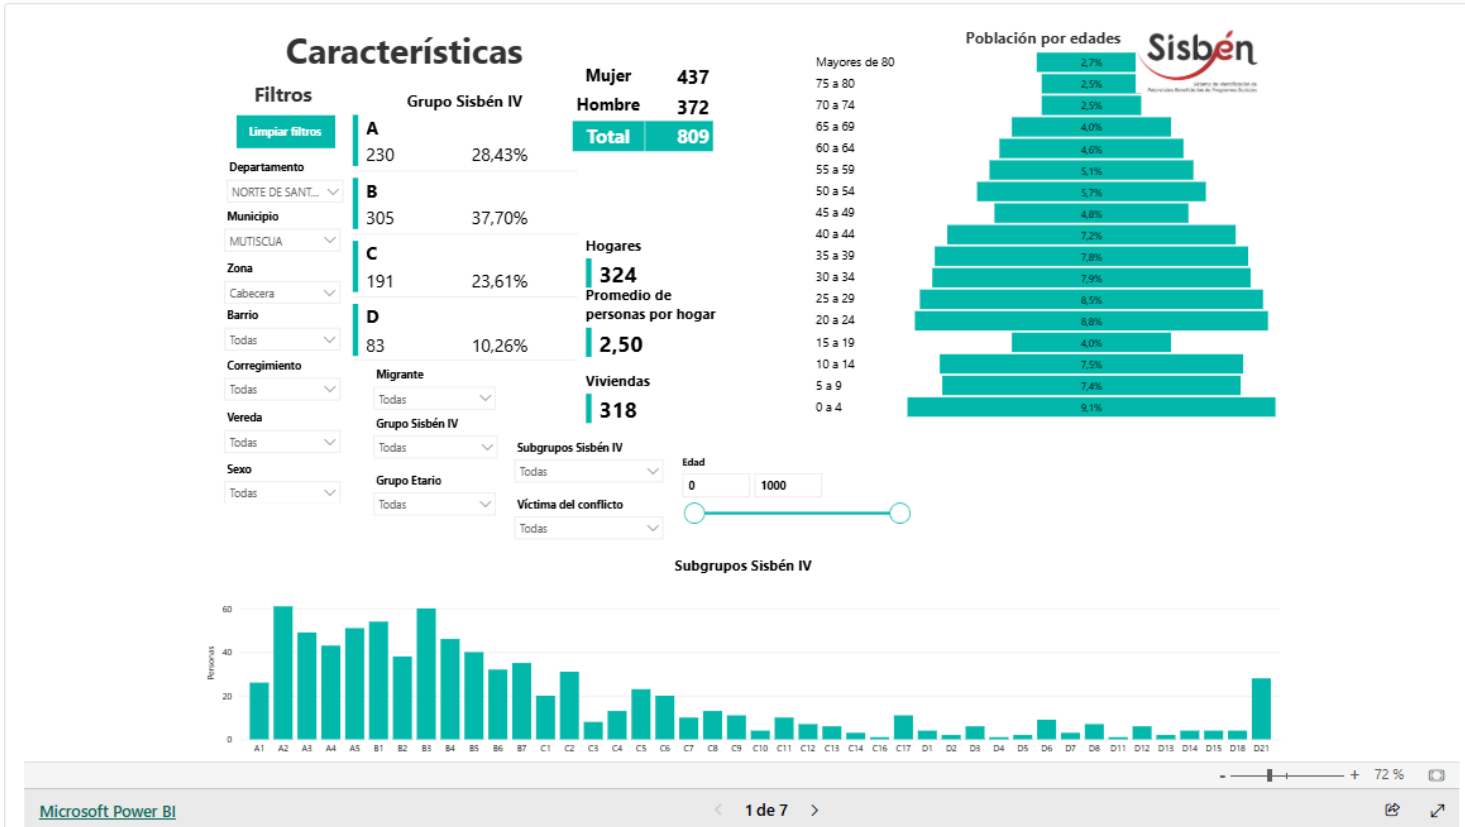 Características
Filtros
Limpiar filtros
Departamento
NORTE DE SANT...
Municipio
MUTISCUA
Zona
Cabecera
Barrio
Todas
Corregimiento
Todas
Vereda
Todas
Sexo
Todas
Grupo Sisbén IV
A
230 28,43%
B
305 37,70%
C
191 23,61%
D
83 10,26%
Migrante
Todas
Grupo Sisbén IV
Todas
Grupo Etario
Todas
Mujer 437
Hombre 372
Total 809
Hogares
324
Promedio de
personas por hogar
2,50
Viviendas
318
Subgrupos Sisbén IV
Todas
Víctima del conflicto
Todas
Edad
0 1000
Población por edades
Sisbén
Sistema de Identificación de
Potenciales Beneficiarios de Programas Sociales
Mayores de 80 2,7%
75 a 80 2,5%
70 a 74 2,5%
65 a 69 4,0%
60 a 64 4,6%
55 a 59 5,1%
50 a 54 5,7%
45 a 49 4,8%
40 a 44 7,2%
35 a 39 7,8%
30 a 34 7,9%
25 a 29 8,5%
20 a 24 8,8%
15 a 19 4,0%
10 a 14 7,5%
5 a 9 7,4%
0 a 4 9,1%
Subgrupos Sisbén IV
Personas
60
40
20
0
A1 A2 A3 A4 A5 B1 B2 B3 B4 B5 B6 B7 C1 C2 C3 C4 C5 C6 C7 C8 C9 C10 C11 C12 C13 C14 C16 C17 D1 D2 D3 D4 D5 D6 D7 D8 D11 D12 D13 D14 D15 D18 D21
- + 72 %
Microsoft Power BI
1 de 7